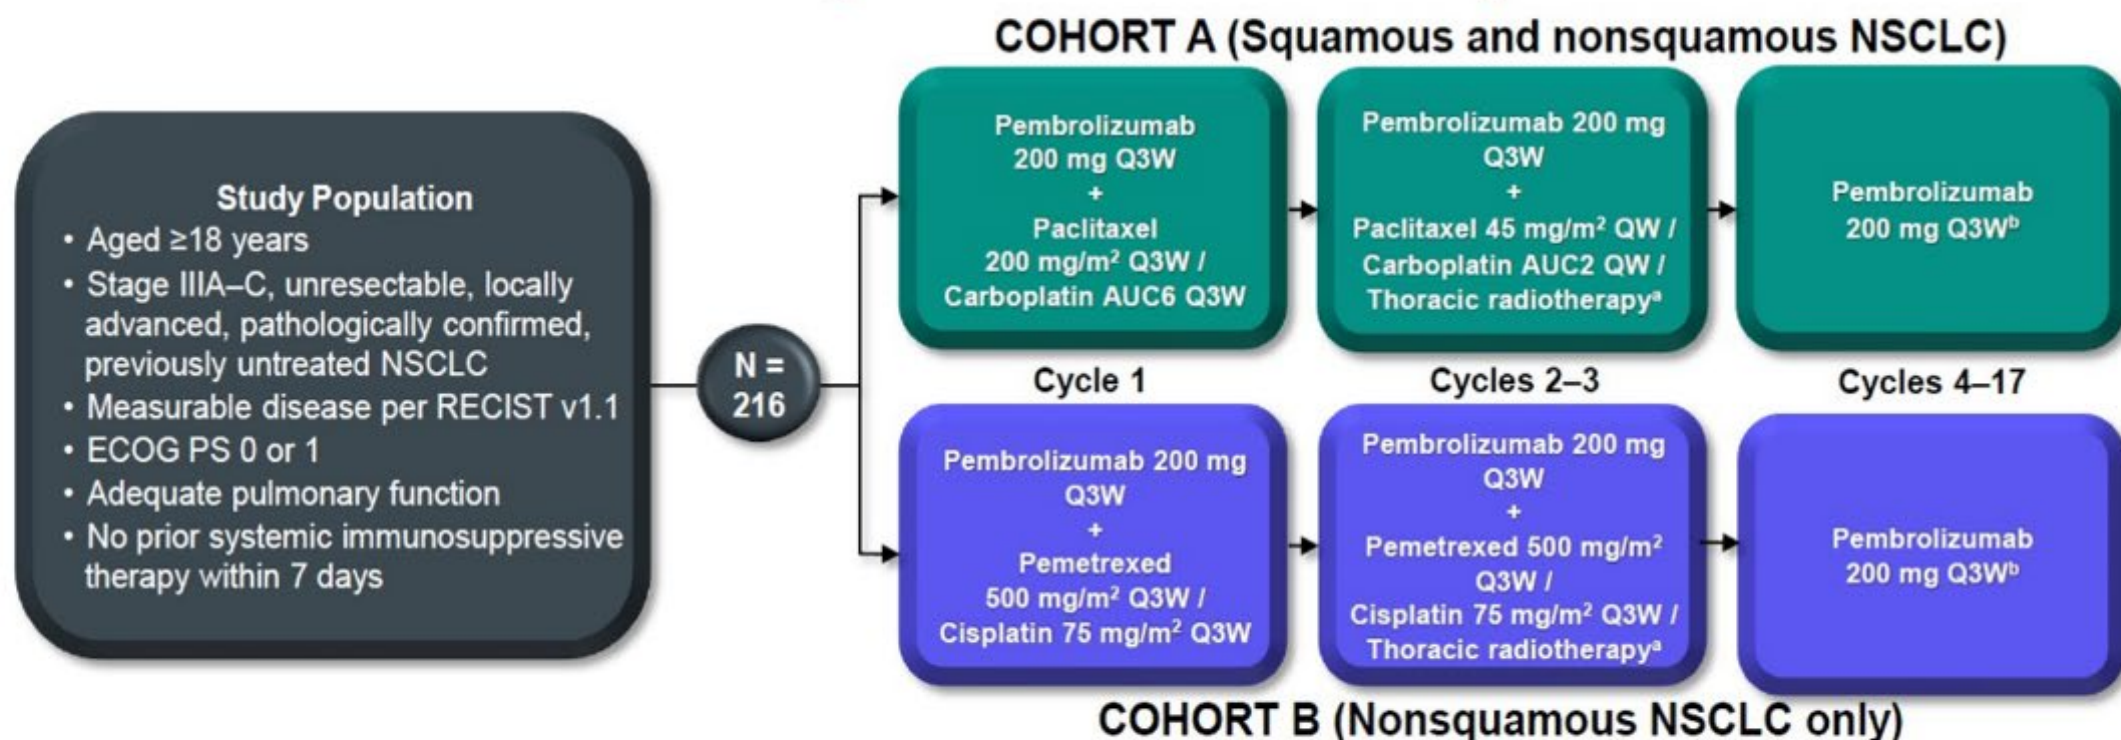 COHORT A (Squamous and nonsquamous NSCLC)
Study Population
• Aged ≥18 years
• Stage IIIA–C, unresectable, locally
advanced, pathologically confirmed,
previously untreated NSCLC
• Measurable disease per RECIST v1.1
• ECOG PS 0 or 1
• Adequate pulmonary function
• No prior systemic immunosuppressive
therapy within 7 days
N =
216
Pembrolizumab
200 mg Q3W
+
Paclitaxel
200 mg/m² Q3W /
Carboplatin AUC6 Q3W
Pembrolizumab 200 mg
Q3W
+
Paclitaxel 45 mg/m² QW /
Carboplatin AUC2 QW /
Thoracic radiotherapyᵃ
Pembrolizumab
200 mg Q3Wᵇ
Cycle 1
Cycles 2–3
Cycles 4–17
Pembrolizumab 200 mg
Q3W
+
Pemetrexed
500 mg/m² Q3W /
Cisplatin 75 mg/m² Q3W
Pembrolizumab 200 mg
Q3W
+
Pemetrexed 500 mg/m²
Q3W /
Cisplatin 75 mg/m² Q3W /
Thoracic radiotherapyᵃ
Pembrolizumab
200 mg Q3Wᵇ
COHORT B (Nonsquamous NSCLC only)